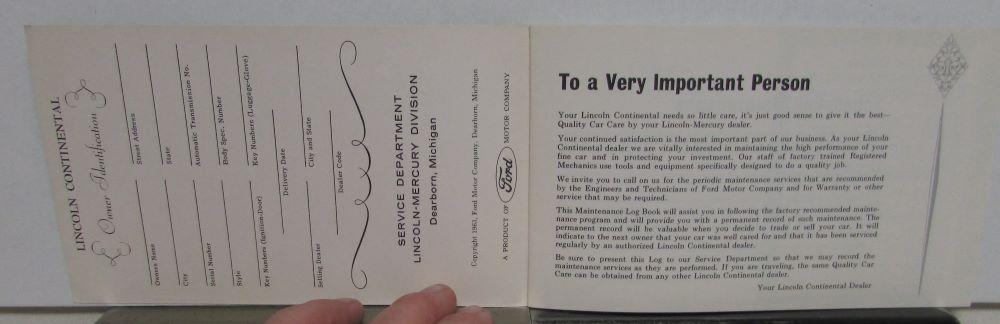 LINCOLN CONTINENTAL
Owner Identification
Owners Name
Street Address
City
State
Serial Number
Automatic Transmission No.
Style
Body Spec. Number
Key Numbers (Ignition-Door)
Key Numbers (Luggage-Glove)
Delivery Date
Selling Dealer
City and State
Dealer Code
SERVICE DEPARTMENT
LINCOLN-MERCURY DIVISION
Dearborn, Michigan
Copyright 1963, Ford Motor Company, Dearborn, Michigan
A PRODUCT OF Ford MOTOR COMPANY
To a Very Important Person
Your Lincoln Continental needs so little care, it's just good sense to give it the best—
Quality Car Care by your Lincoln-Mercury dealer.
Your continued satisfaction is the most important part of our business. As your Lincoln
Continental dealer we are vitally interested in maintaining the high performance of your
fine car and in protecting your investment. Our staff of factory trained Registered
Mechanics use tools and equipment specifically designed to do a quality job.
We invite you to call on us for the periodic maintenance services that are recommended
by the Engineers and Technicians of Ford Motor Company and for Warranty or other
service that may be required.
This Maintenance Log Book will assist you in following the factory recommended mainte-
nance program and will provide you with a permanent record of such maintenance. The
permanent record will be valuable when you decide to trade or sell your car. It will
indicate to the next owner that your car was well cared for and that it has been serviced
regularly by an authorized Lincoln Continental dealer.
Be sure to present this Log to our Service Department so that we may record the
maintenance services as they are performed. If you are traveling, the same Quality Car
Care can be obtained from any other Lincoln Continental dealer.
Your Lincoln Continental Dealer